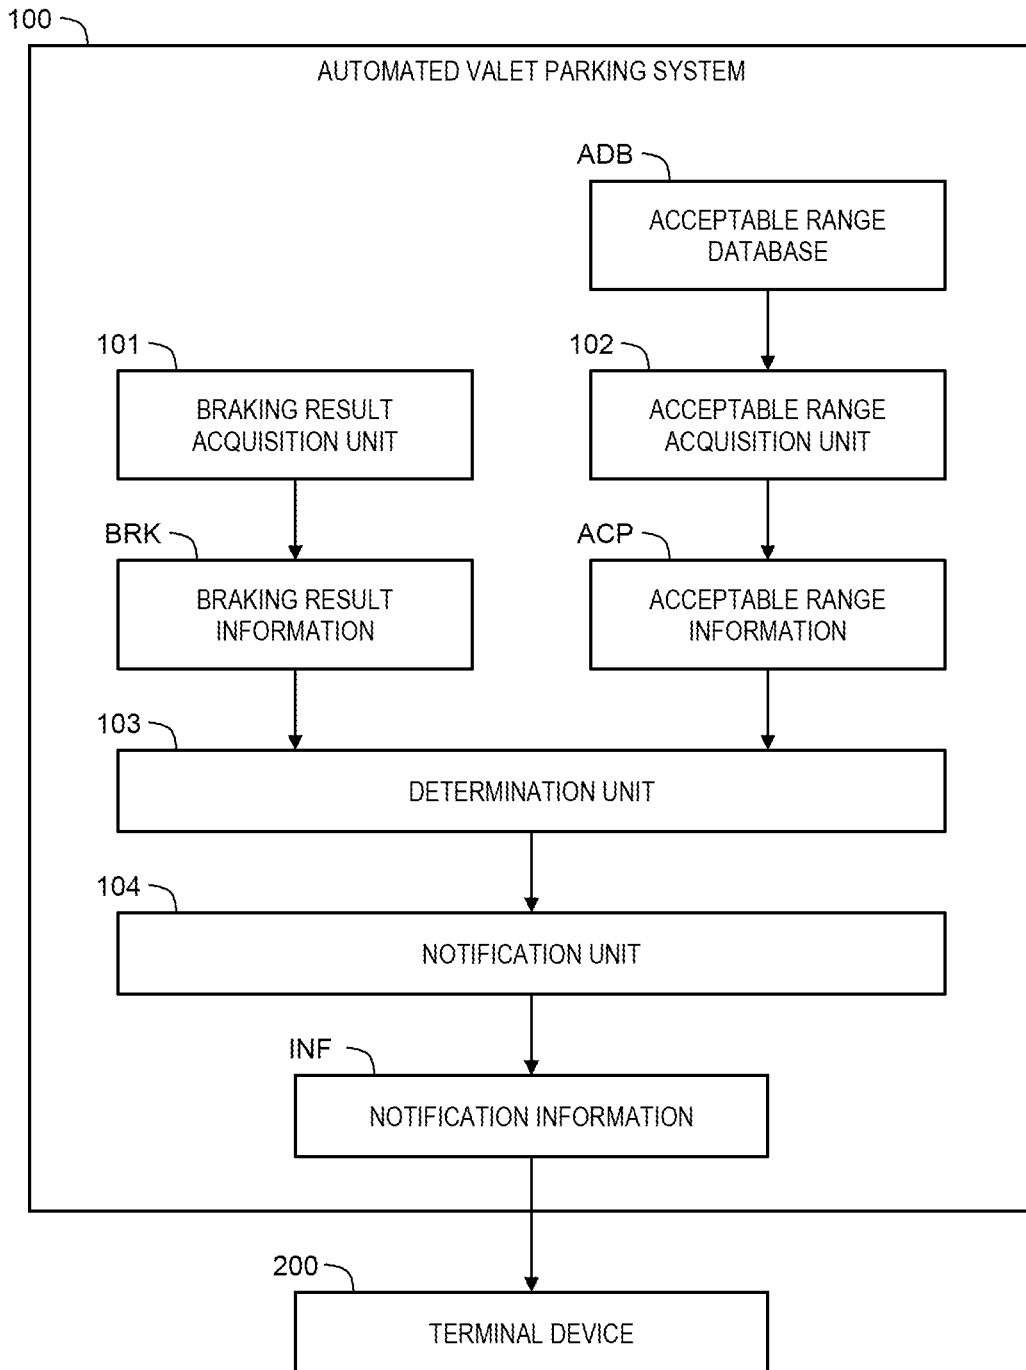 100
AUTOMATED VALET PARKING SYSTEM
ADB
ACCEPTABLE RANGE
DATABASE
101
BRAKING RESULT
ACQUISITION UNIT
102
ACCEPTABLE RANGE
ACQUISITION UNIT
BRK
BRAKING RESULT
INFORMATION
ACP
ACCEPTABLE RANGE
INFORMATION
103
DETERMINATION UNIT
104
NOTIFICATION UNIT
INF
NOTIFICATION INFORMATION
200
TERMINAL DEVICE